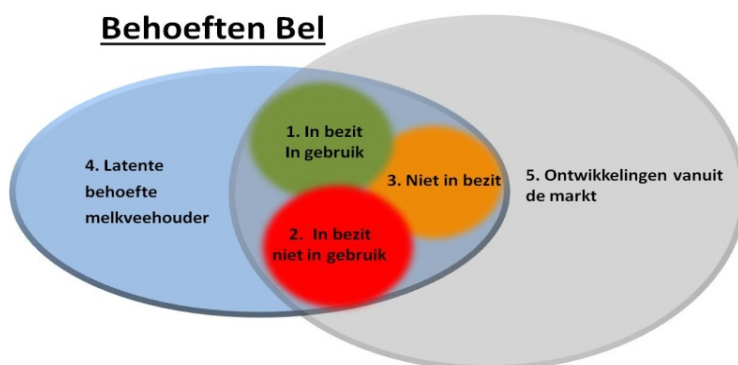 Behoeften Bel
1. In bezit
In gebruik
4. Latente
behoefte
melkveehouder
3. Niet in bezit
5. Ontwikkelingen vanuit
de markt
2. In bezit
niet in gebruik